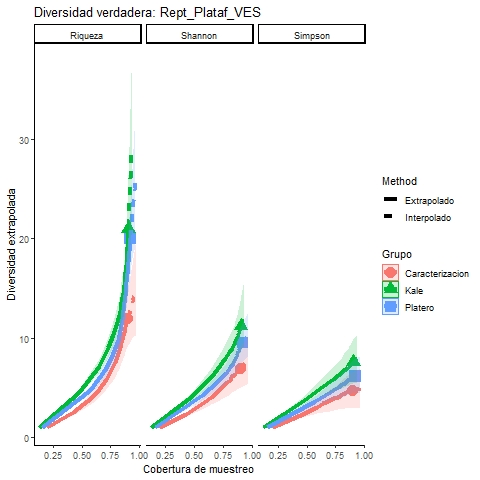 Diversidad verdadera: Rept_Plataf_VES
Riqueza
Shannon
Simpson
Diversidad extrapolada
30
20
10
0
0.25 0.50 0.75 1.00
0.25 0.50 0.75 1.00
0.25 0.50 0.75 1.00
Cobertura de muestreo
Method
Extrapolado
Interpolado
Grupo
Caracterizacion
Kale
Platero